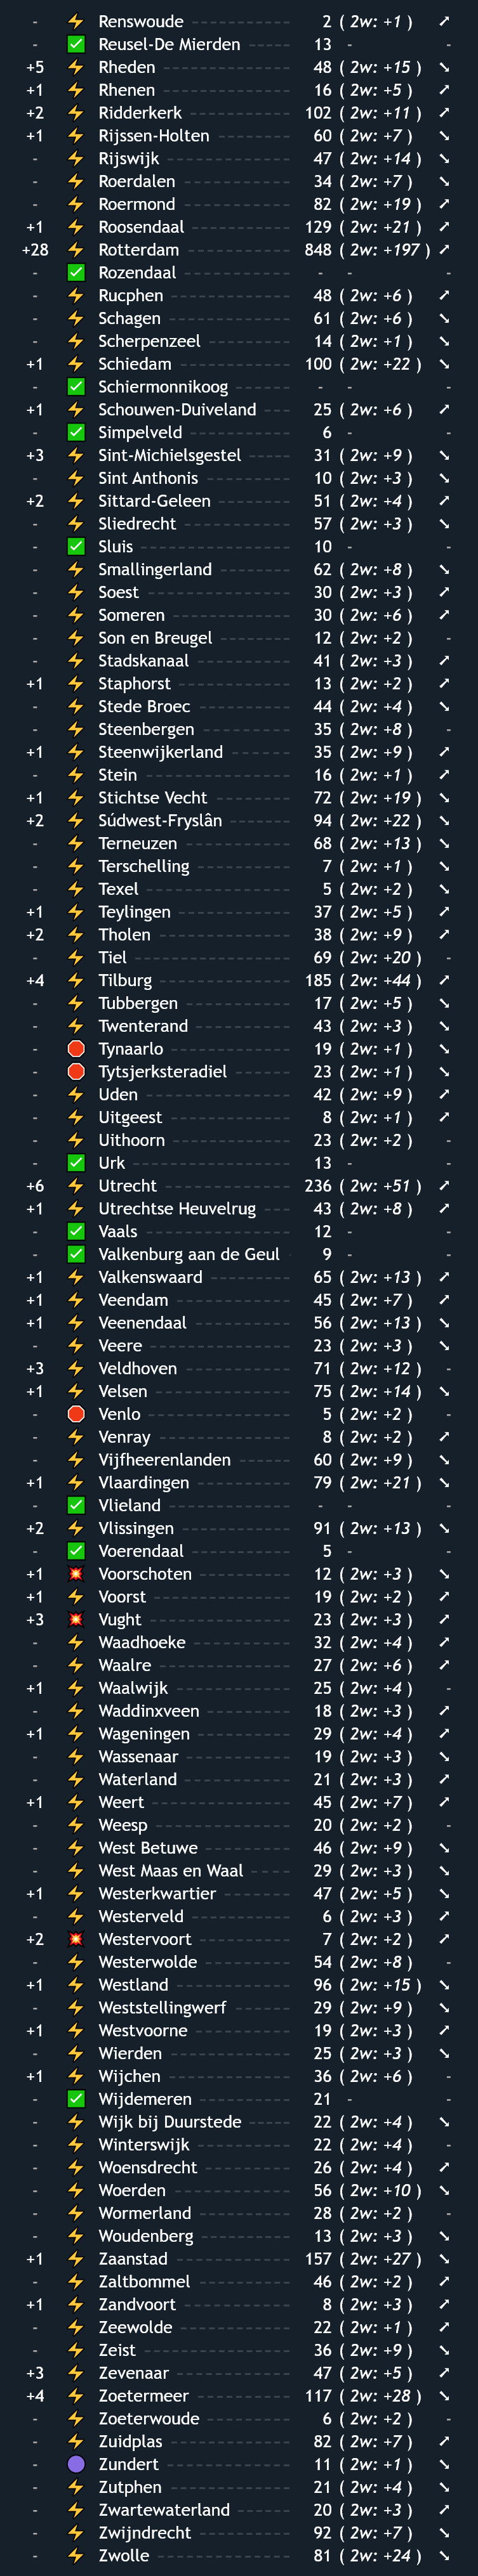 - ⚡ Renswoude 2 ( 2w: +1 ) ↗
- ✅ Reusel-De Mierden 13 - -
+5 ⚡ Rheden 48 ( 2w: +15 ) ↘
+1 ⚡ Rhenen 16 ( 2w: +5 ) ↗
+2 ⚡ Ridderkerk 102 ( 2w: +11 ) ↗
+1 ⚡ Rijssen-Holten 60 ( 2w: +7 ) ↘
- ⚡ Rijswijk 47 ( 2w: +14 ) ↘
- ⚡ Roerdalen 34 ( 2w: +7 ) ↘
- ⚡ Roermond 82 ( 2w: +19 ) ↗
+1 ⚡ Roosendaal 129 ( 2w: +21 ) ↗
+28 ⚡ Rotterdam 848 ( 2w: +197 ) ↗
- ✅ Rozendaal - - -
- ⚡ Rucphen 48 ( 2w: +6 ) ↗
- ⚡ Schagen 61 ( 2w: +6 ) ↘
- ⚡ Scherpenzeel 14 ( 2w: +1 ) ↘
+1 ⚡ Schiedam 100 ( 2w: +22 ) ↘
- ✅ Schiermonnikoog - - -
+1 ⚡ Schouwen-Duiveland 25 ( 2w: +6 ) ↗
- ✅ Simpelveld 6 - -
+3 ⚡ Sint-Michielsgestel 31 ( 2w: +9 ) ↘
- ⚡ Sint Anthonis 10 ( 2w: +3 ) ↘
+2 ⚡ Sittard-Geleen 51 ( 2w: +4 ) ↗
- ⚡ Sliedrecht 57 ( 2w: +3 ) ↘
- ✅ Sluis 10 - -
- ⚡ Smallingerland 62 ( 2w: +8 ) ↘
- ⚡ Soest 30 ( 2w: +3 ) ↗
- ⚡ Someren 30 ( 2w: +6 ) ↗
- ⚡ Son en Breugel 12 ( 2w: +2 ) -
- ⚡ Stadskanaal 41 ( 2w: +3 ) ↗
+1 ⚡ Staphorst 13 ( 2w: +2 ) ↗
- ⚡ Stede Broec 44 ( 2w: +4 ) ↘
- ⚡ Steenbergen 35 ( 2w: +8 ) -
+1 ⚡ Steenwijkerland 35 ( 2w: +9 ) ↗
- ⚡ Stein 16 ( 2w: +1 ) ↗
+1 ⚡ Stichtse Vecht 72 ( 2w: +19 ) ↘
+2 ⚡ Súdwest-Fryslân 94 ( 2w: +22 ) ↘
- ⚡ Terneuzen 68 ( 2w: +13 ) ↘
- ⚡ Terschelling 7 ( 2w: +1 ) ↘
- ⚡ Texel 5 ( 2w: +2 ) ↘
+1 ⚡ Teylingen 37 ( 2w: +5 ) ↗
+2 ⚡ Tholen 38 ( 2w: +9 ) ↗
- ⚡ Tiel 69 ( 2w: +20 ) -
+4 ⚡ Tilburg 185 ( 2w: +44 ) ↗
- ⚡ Tubbergen 17 ( 2w: +5 ) ↘
- ⚡ Twenterand 43 ( 2w: +3 ) ↘
- 🛑 Tynaarlo 19 ( 2w: +1 ) ↘
- 🛑 Tytsjerksteradiel 23 ( 2w: +1 ) ↘
- ⚡ Uden 42 ( 2w: +9 ) ↗
- ⚡ Uitgeest 8 ( 2w: +1 ) ↗
- ⚡ Uithoorn 23 ( 2w: +2 ) -
- ✅ Urk 13 - -
+6 ⚡ Utrecht 236 ( 2w: +51 ) ↗
+1 ⚡ Utrechtse Heuvelrug 43 ( 2w: +8 ) ↗
- ✅ Vaals 12 - -
- ✅ Valkenburg aan de Geul 9 - -
+1 ⚡ Valkenswaard 65 ( 2w: +13 ) ↗
+1 ⚡ Veendam 45 ( 2w: +7 ) ↗
+1 ⚡ Veenendaal 56 ( 2w: +13 ) ↘
- ⚡ Veere 23 ( 2w: +3 ) ↘
+3 ⚡ Veldhoven 71 ( 2w: +12 ) -
+1 ⚡ Velsen 75 ( 2w: +14 ) ↘
- 🛑 Venlo 5 ( 2w: +2 ) -
- ⚡ Venray 8 ( 2w: +2 ) ↗
- ⚡ Vijfheerenlanden 60 ( 2w: +9 ) ↘
+1 ⚡ Vlaardingen 79 ( 2w: +21 ) ↘
- ✅ Vlieland - - -
+2 ⚡ Vlissingen 91 ( 2w: +13 ) ↘
- ✅ Voerendaal 5 - -
+1 💥 Voorschoten 12 ( 2w: +3 ) ↘
+1 ⚡ Voorst 19 ( 2w: +2 ) ↗
+3 💥 Vught 23 ( 2w: +3 ) ↗
- ⚡ Waadhoeke 32 ( 2w: +4 ) ↗
- ⚡ Waalre 27 ( 2w: +6 ) ↗
+1 ⚡ Waalwijk 25 ( 2w: +4 ) -
- ⚡ Waddinxveen 18 ( 2w: +3 ) ↗
+1 ⚡ Wageningen 29 ( 2w: +4 ) ↗
- ⚡ Wassenaar 19 ( 2w: +3 ) ↘
- ⚡ Waterland 21 ( 2w: +3 ) ↗
+1 ⚡ Weert 45 ( 2w: +7 ) ↗
- ⚡ Weesp 20 ( 2w: +2 ) -
- ⚡ West Betuwe 46 ( 2w: +9 ) ↘
- ⚡ West Maas en Waal 29 ( 2w: +3 ) ↘
+1 ⚡ Westerkwartier 47 ( 2w: +5 ) ↘
- ⚡ Westerveld 6 ( 2w: +3 ) ↗
+2 💥 Westervoort 7 ( 2w: +2 ) ↗
- ⚡ Westerwolde 54 ( 2w: +8 ) -
+1 ⚡ Westland 96 ( 2w: +15 ) ↘
- ⚡ Weststellingwerf 29 ( 2w: +9 ) ↘
+1 ⚡ Westvoorne 19 ( 2w: +3 ) ↗
- ⚡ Wierden 25 ( 2w: +3 ) ↘
+1 ⚡ Wijchen 36 ( 2w: +6 ) -
- ✅ Wijdemeren 21 - -
- ⚡ Wijk bij Duurstede 22 ( 2w: +4 ) ↘
- ⚡ Winterswijk 22 ( 2w: +4 ) -
- ⚡ Woensdrecht 26 ( 2w: +4 ) ↗
- ⚡ Woerden 56 ( 2w: +10 ) ↘
- ⚡ Wormerland 28 ( 2w: +2 ) -
- ⚡ Woudenberg 13 ( 2w: +3 ) ↘
+1 ⚡ Zaanstad 157 ( 2w: +27 ) ↘
- ⚡ Zaltbommel 46 ( 2w: +2 ) ↗
+1 ⚡ Zandvoort 8 ( 2w: +3 ) ↗
- ⚡ Zeewolde 22 ( 2w: +1 ) ↗
- ⚡ Zeist 36 ( 2w: +9 ) ↘
+3 ⚡ Zevenaar 47 ( 2w: +5 ) ↗
+4 ⚡ Zoetermeer 117 ( 2w: +28 ) ↘
- ⚡ Zoeterwoude 6 ( 2w: +2 ) -
- ⚡ Zuidplas 82 ( 2w: +7 ) ↗
- 🟣 Zundert 11 ( 2w: +1 ) ↘
- ⚡ Zutphen 21 ( 2w: +4 ) ↘
- ⚡ Zwartewaterland 20 ( 2w: +3 ) ↗
- ⚡ Zwijndrecht 92 ( 2w: +7 ) ↘
- ⚡ Zwolle 81 ( 2w: +24 ) ↘